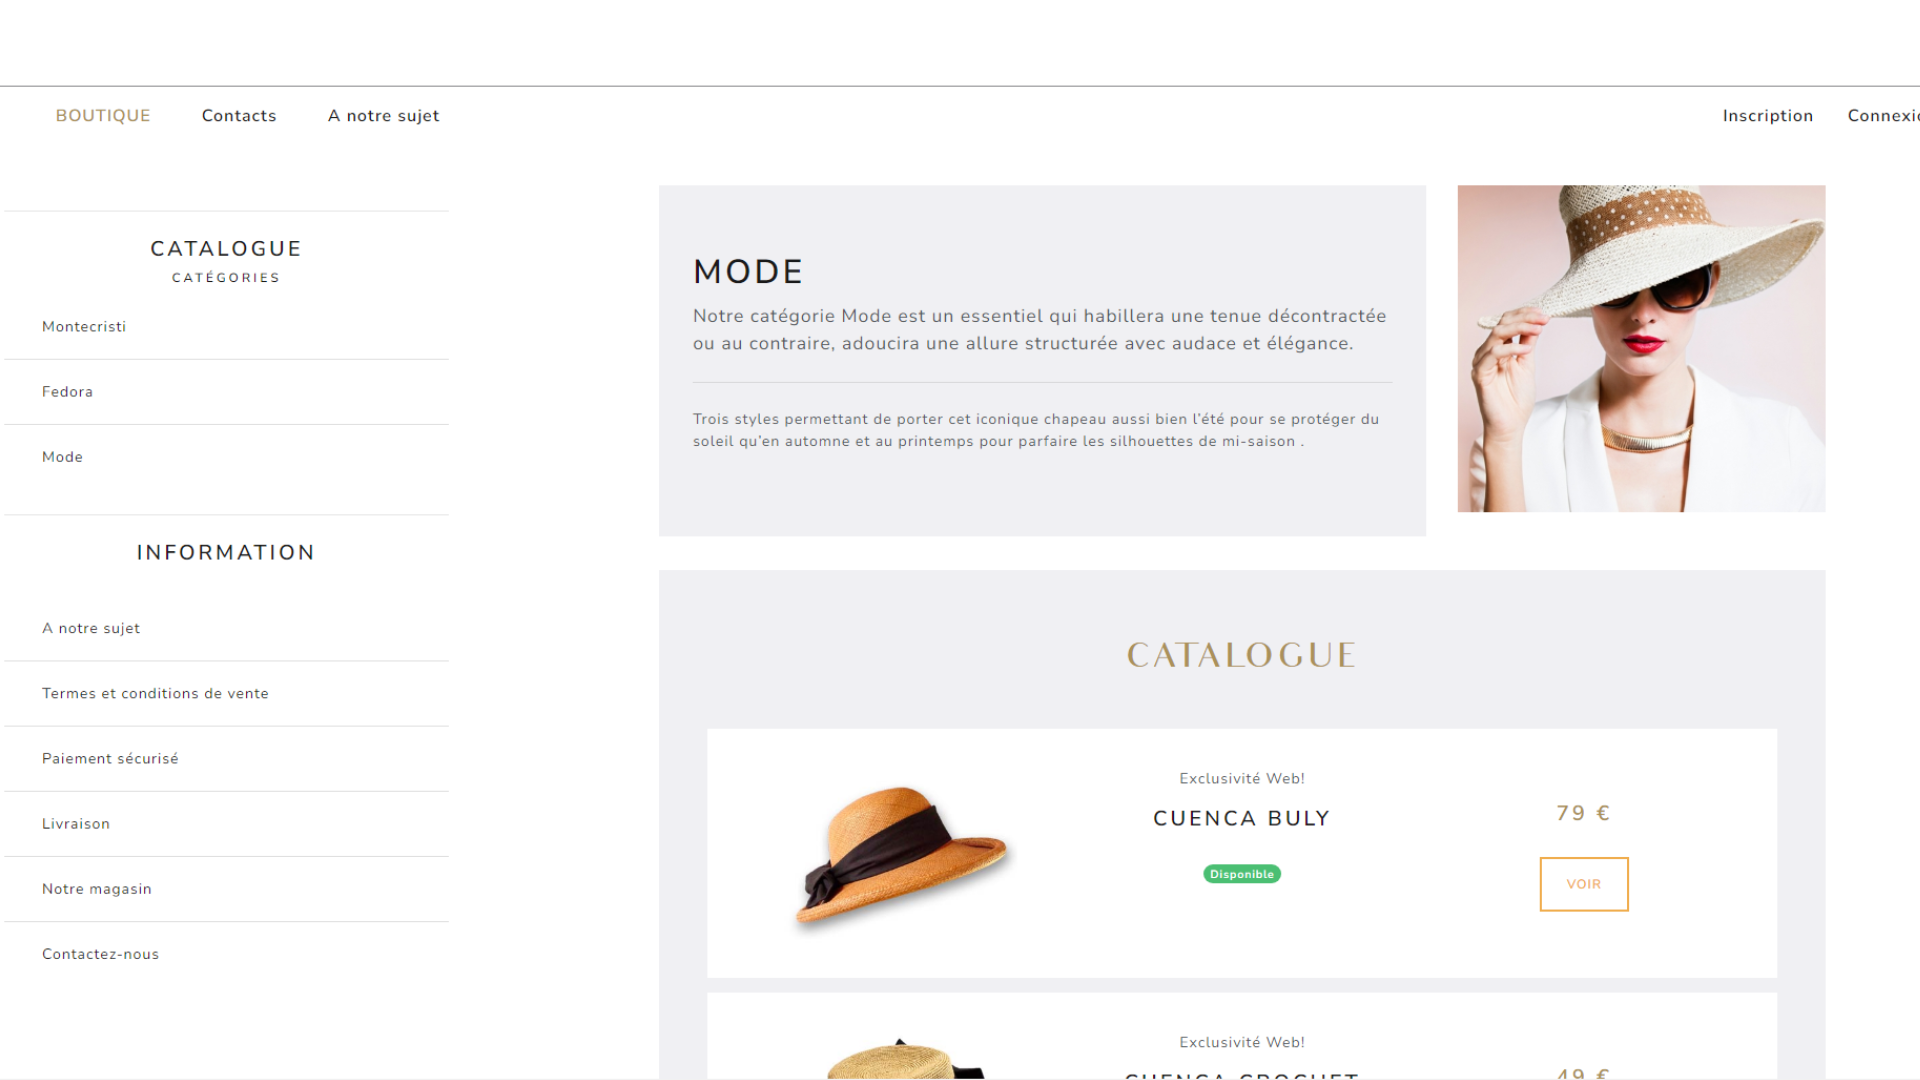 BOUTIQUE
Contacts
A notre sujet
Inscription
CATALOGUE
CATÉGORIES
Montecristi
Fedora
Mode
INFORMATION
A notre sujet
Termes et conditions de vente
Paiement sécurisé
Livraison
Notre magasin
Contactez-nous
MODE
Notre catégorie Mode est un essentiel qui habillera une tenue décontractée
ou au contraire, adoucira une allure structurée avec audace et élégance.
Trois styles permettant de porter cet iconique chapeau aussi bien l'été pour se protéger du
soleil qu'en automne et au printemps pour parfaire les silhouettes de mi-saison .
CATALOGUE
Exclusivité Web!
CUENCA BULY
Disponible
79 €
VOIR
Exclusivité Web!
CUENCA CROCHET
49 €